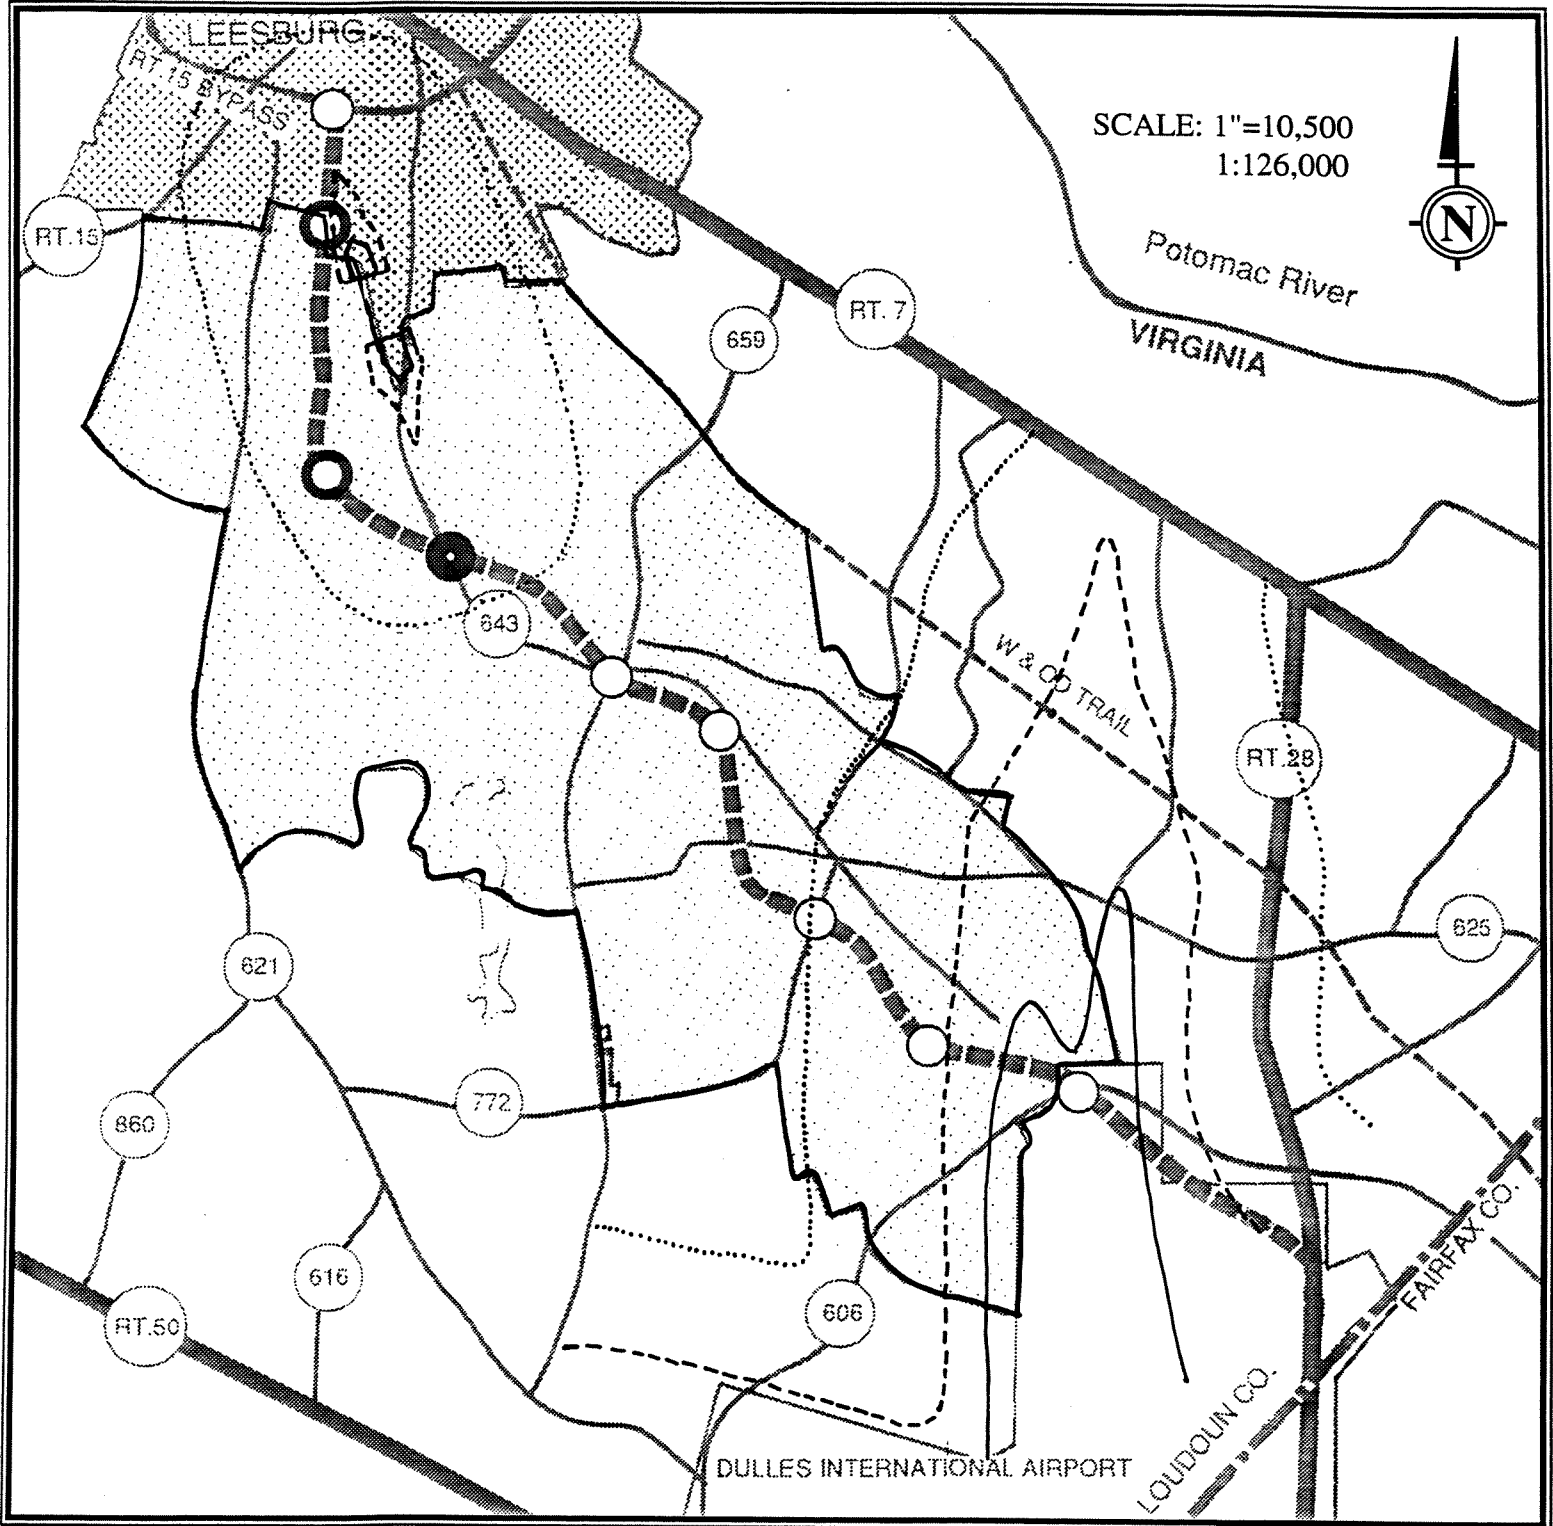 LEESBURG
RT.15 BYPASS
SCALE: 1"=10,500
1:126,000
N
RT.15
Potomac River
RT. 7
659
VIRGINIA
643
W & OD TRAIL
RT.28
625
621
772
860
FAIRFAX CO.
616
606
RT.50
LOUDOUN CO.
DULLES INTERNATIONAL AIRPORT